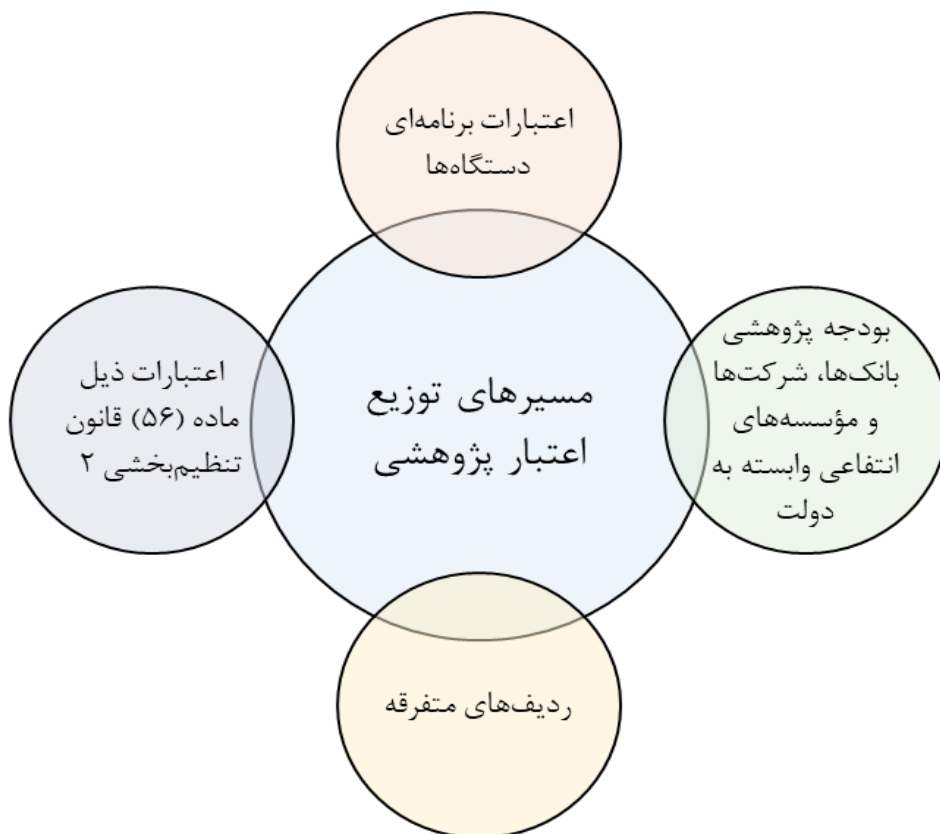 اعتبارات برنامه‌ای
دستگاه‌ها
بودجه پژوهشی
بانک‌ها، شرکت‌ها
و مؤسسه‌های
انتفاعی وابسته به
دولت
مسیرهای توزیع
اعتبار پژوهشی
اعتبارات ذیل
ماده (۵۶) قانون
تنظیم‌بخشی ۲
ردیف‌های متفرقه